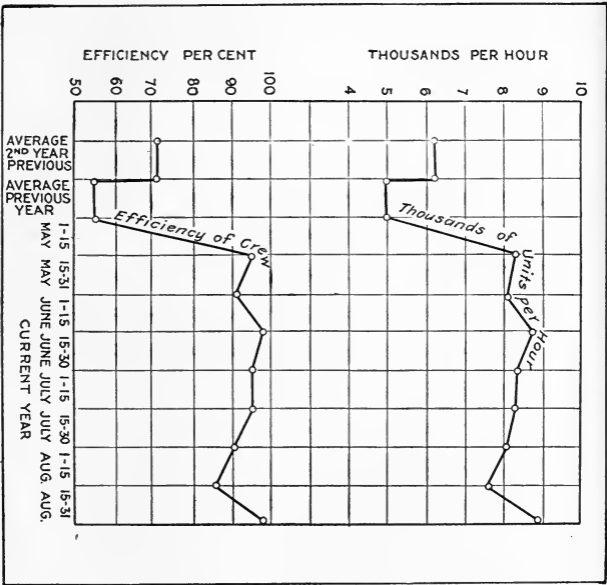 EFFICIENCY PER CENT
THOUSANDS PER HOUR
50 60 70 80 90 100
4 5 6 7 8 9 10
AVERAGE
2ND YEAR
PREVIOUS
AVERAGE
PREVIOUS
YEAR
1-15 15-31 1-15 15-30 1-15 15-30 1-15 15-31
MAY MAY JUNE JUNE JULY JULY AUG. AUG.
CURRENT YEAR
Efficiency of Crew
Thousands of
Units per Hour